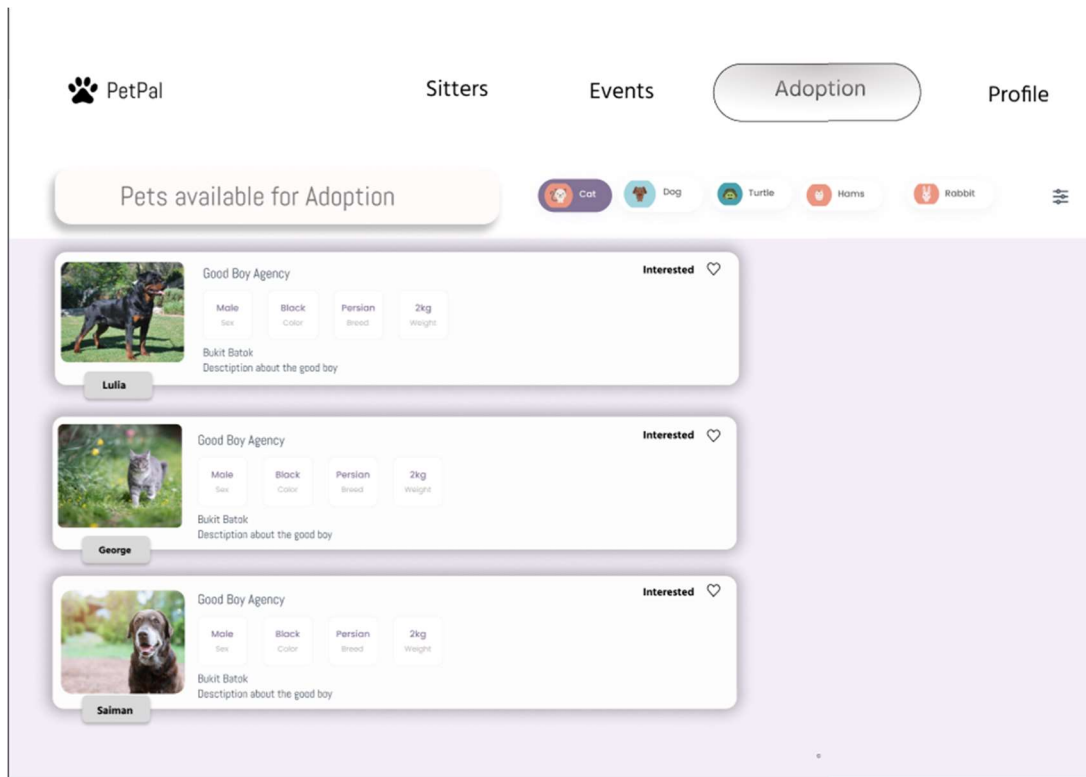 PetPal
Sitters
Events
Adoption
Profile
Pets available for Adoption
Cat
Dog
Turtle
Hams
Rabbit
Good Boy Agency
Interested
Male
Black
Persian
2kg
Sex
Color
Breed
Weight
Bukit Batok
Desctiption about the good boy
Lulia
Good Boy Agency
Interested
Male
Black
Persian
2kg
Sex
Color
Breed
Weight
Bukit Batok
Desctiption about the good boy
George
Good Boy Agency
Interested
Male
Black
Persian
2kg
Sex
Color
Breed
Weight
Bukit Batok
Desctiption about the good boy
Saiman